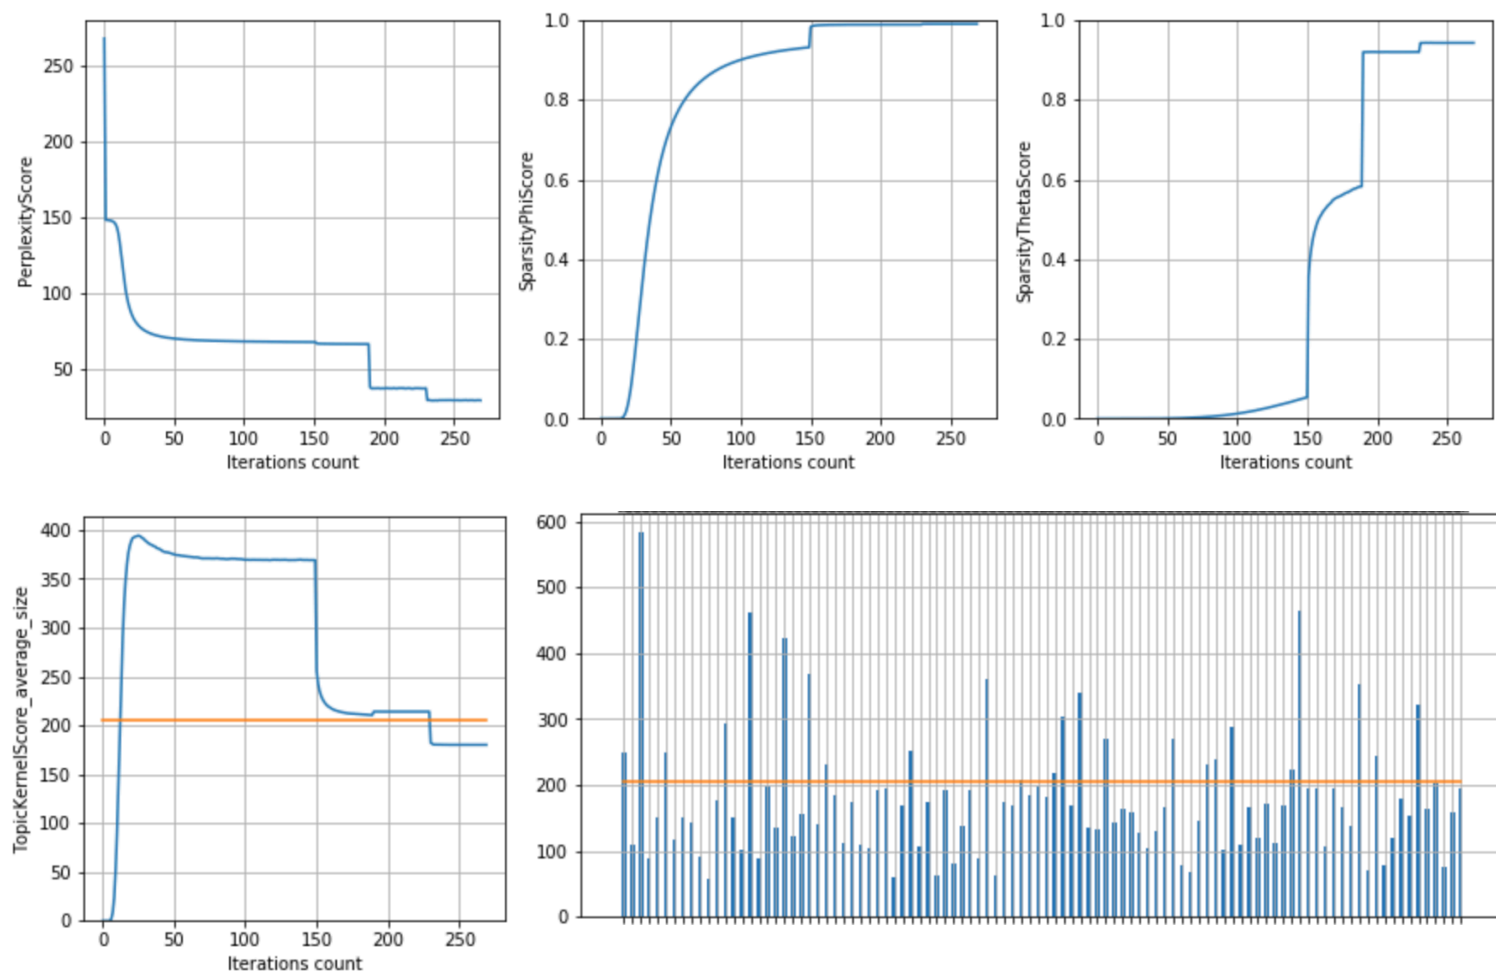 PerplexityScore
250
200
150
100
50
0 50 100 150 200 250
Iterations count
SparsityPhiScore
1.0
0.8
0.6
0.4
0.2
0.0
0 50 100 150 200 250
Iterations count
SparsityThetaScore
1.0
0.8
0.6
0.4
0.2
0.0
0 50 100 150 200 250
Iterations count
TopicKernelScore_average_size
400
350
300
250
200
150
100
50
0
0 50 100 150 200 250
Iterations count
600
500
400
300
200
100
0